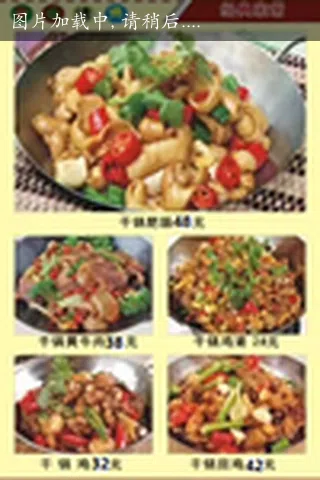 图片加载中,请稍后....
干锅肥肠48元
干锅黄牛肉38元
干锅鸡 24元
干 锅 鸡32元
干锅 鸡42元